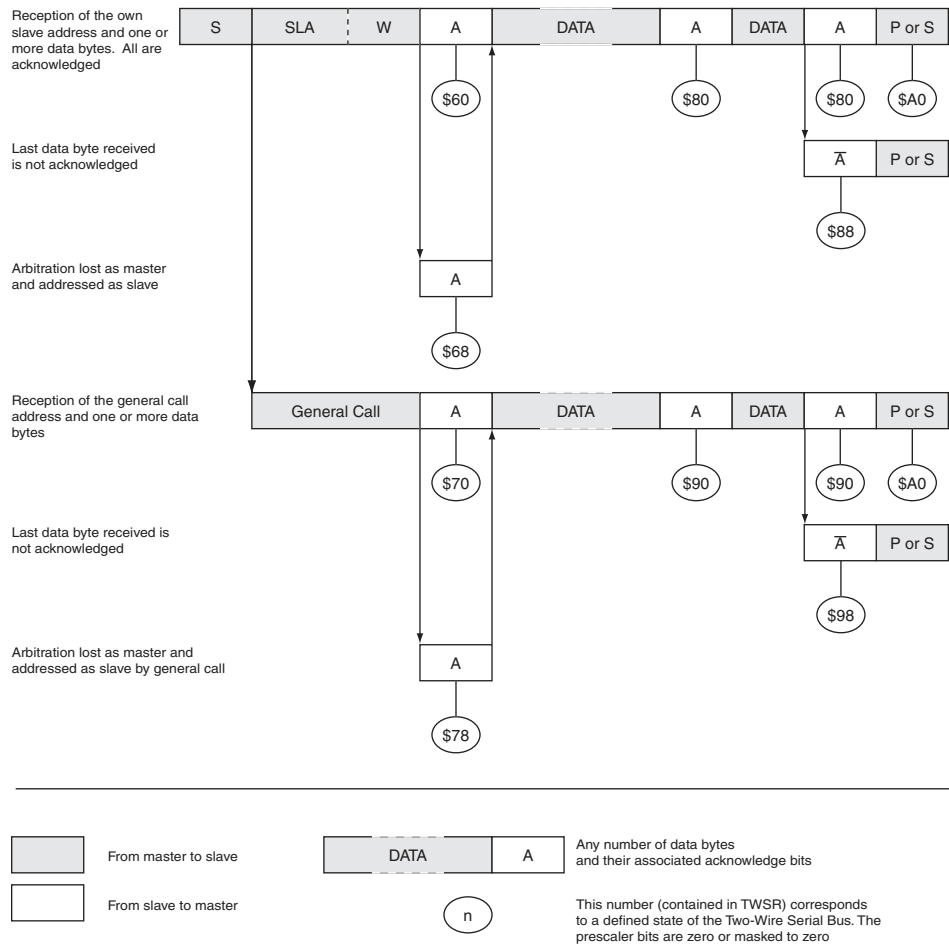 Reception of the own
slave address and one or
more data bytes. All are
acknowledged
S SLA W A DATA A DATA A P or S
$60 $80 $80 $A0
Last data byte received
is not acknowledged
A̅ P or S
$88
Arbitration lost as master
and addressed as slave
A
$68
Reception of the general call
address and one or more data
bytes
General Call A DATA A DATA A P or S
$70 $90 $90 $A0
Last data byte received is
not acknowledged
A̅ P or S
$98
Arbitration lost as master and
addressed as slave by general call
A
$78
From master to slave
DATA A
Any number of data bytes
and their associated acknowledge bits
From slave to master
n
This number (contained in TWSR) corresponds
to a defined state of the Two-Wire Serial Bus. The
prescaler bits are zero or masked to zero